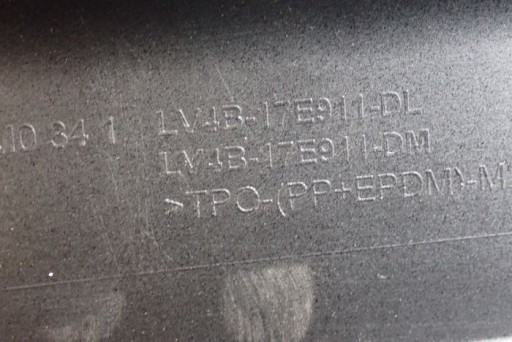 .10 34 1 LV4B-17E911-DL
LV4B-17E911-DM
>TPO-(PP+EPDM)-M